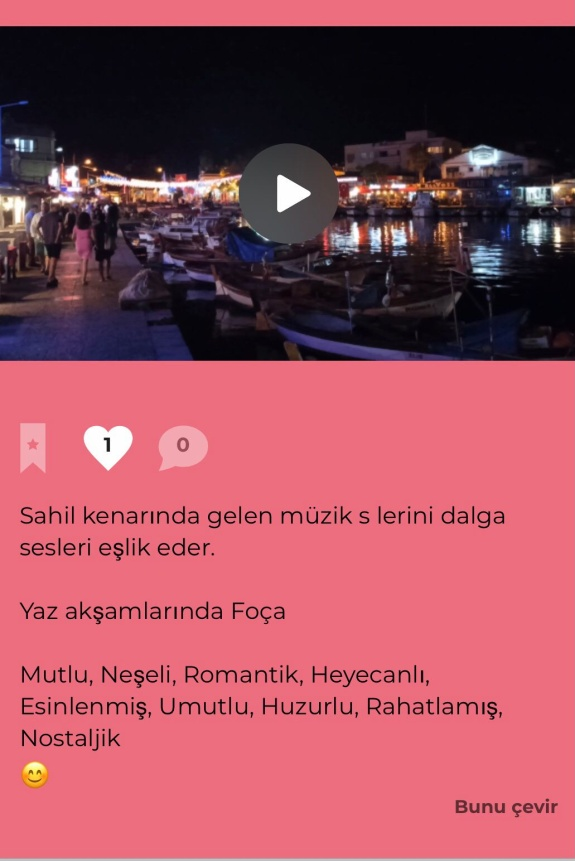 1
0
Sahil kenarında gelen müzik s lerini dalga
sesleri eşlik eder.
Yaz akşamlarında Foça
Mutlu, Neşeli, Romantik, Heyecanlı,
Esinlenmiş, Umutlu, Huzurlu, Rahatlamış,
Nostaljik
😊
Bunu çevir